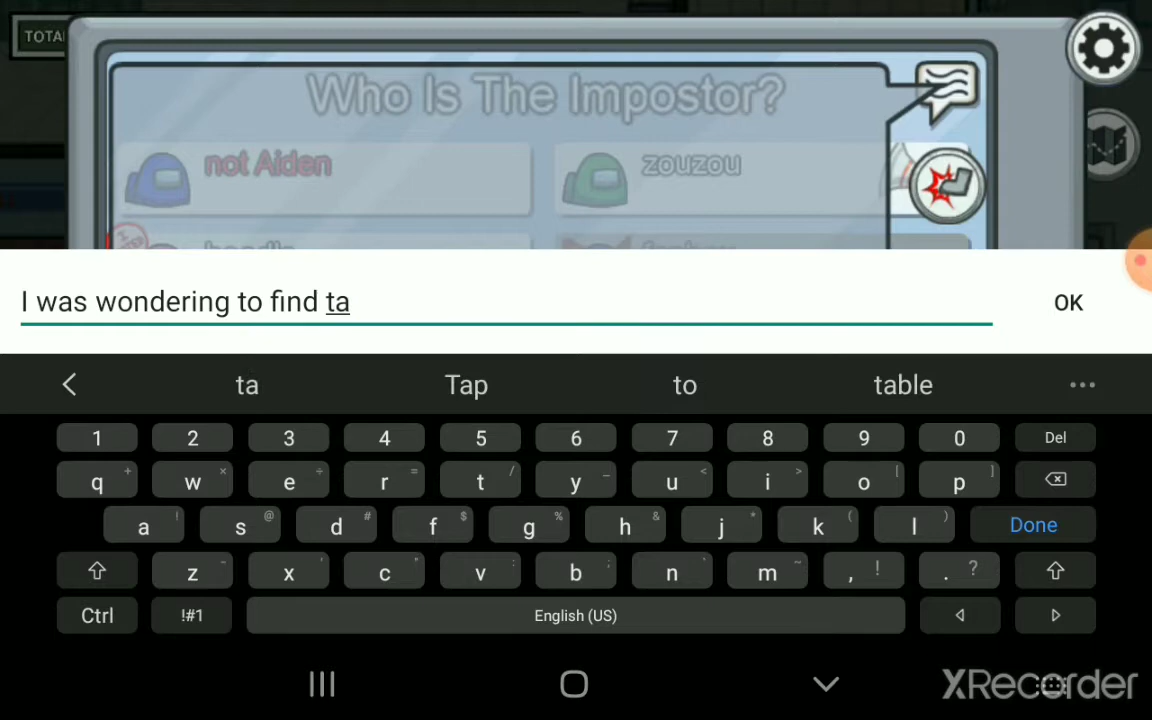 TOTA
Who Is The Impostor?
not Aiden
zouzou
I was wondering to find ta
OK
ta Tap to table
1 2 3 4 5 6 7 8 9 0 Del
q w e r t y u i o p
a s d f g h j k l Done
z x c v b n m , ! . ?
Ctrl !#1 English (US)
XRecorder